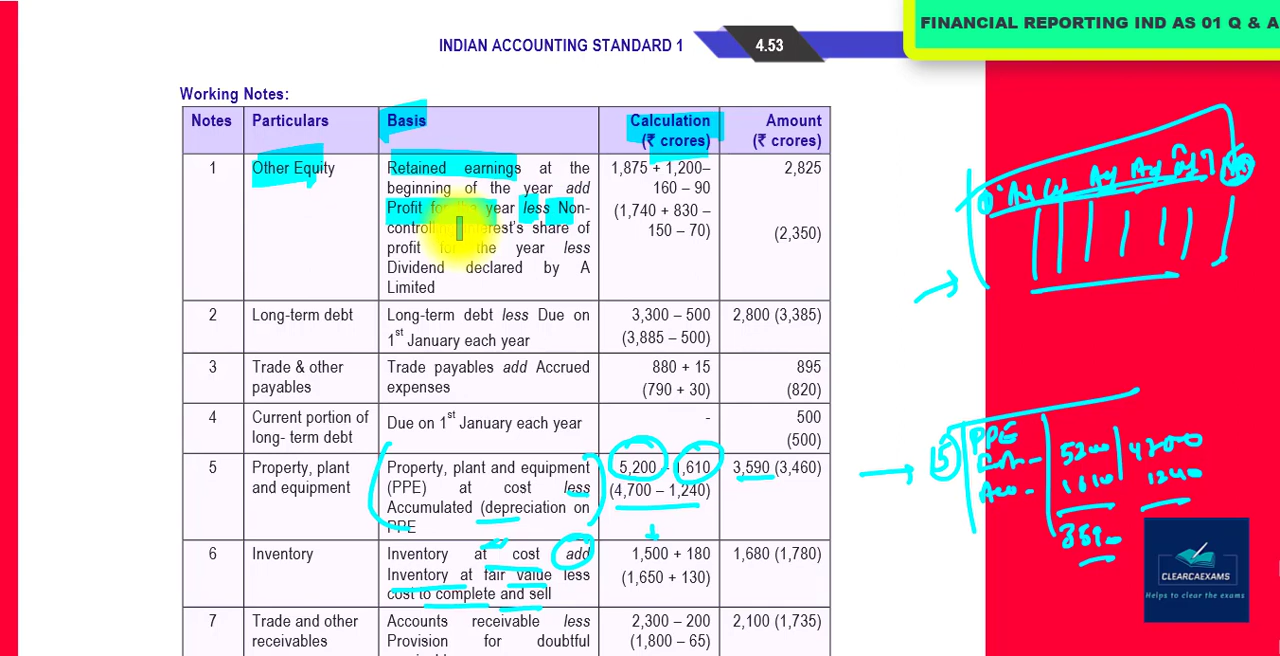 FINANCIAL REPORTING IND AS 01 Q & A
INDIAN ACCOUNTING STANDARD 1
4.53
Working Notes:
Notes Particulars Basis Calculation (₹ crores) Amount (₹ crores)
1 Other Equity Retained earnings at the 1,875 + 1,200– 2,825
beginning of the year add 160 – 90
Profit for the year less Non- (1,740 + 830 –
controlling interest's share of 150 – 70) (2,350)
profit for the year less
Dividend declared by A
Limited
2 Long-term debt Long-term debt less Due on 3,300 – 500 2,800 (3,385)
1st January each year (3,885 – 500)
3 Trade & other Trade payables add Accrued 880 + 15 895
payables expenses (790 + 30) (820)
4 Current portion of Due on 1st January each year - 500
long- term debt (500)
5 Property, plant Property, plant and equipment 5,200 - 1,610 3,590 (3,460)
and equipment (PPE) at cost less (4,700 – 1,240)
Accumulated (depreciation on
PPE
6 Inventory Inventory at cost add 1,500 + 180 1,680 (1,780)
Inventory at fair value less (1,650 + 130)
cost to complete and sell
7 Trade and other Accounts receivable less 2,300 – 200 2,100 (1,735)
receivables Provision for doubtful (1,800 – 65)
15 PPE
5200
1610 1240
CLEARCAEXAMS
Helps to clear the exams